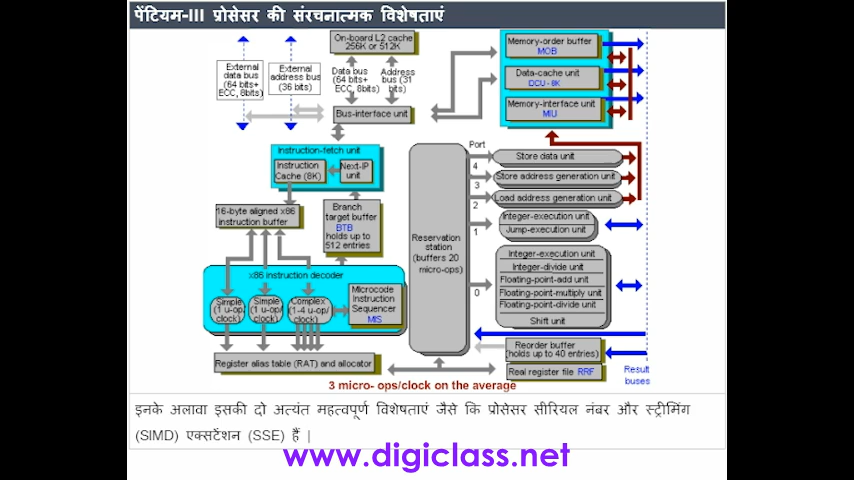 पेंटियम-III प्रोसेसर की संरचनात्मक विशेषताएं
On-board L2 cache
256K or 512K
External
data bus
(64 bits+
ECC, 8bits)
External
address bus
(36 bits)
Data bus
(64 bits+
ECC, 8bits)
Address
bus (31
bits)
Bus-interface unit
Memory-order buffer
MOB
Data-cache unit
DCU - 8K
Memory-interface unit
MIU
Instruction-fetch unit
Instruction
Cache (8K)
Next-IP
unit
16-byte aligned x86
instruction buffer
Branch
target buffer
BTB
holds up to
512 entries
x86 instruction decoder
Simple
(1 u-op/
clock)
Simple
(1 u-op/
clock)
Complex
(1-4 u-op/
clock)
Microcode
Instruction
Sequencer
MIS
Register alias table (RAT) and allocator
Reservation
station
(buffers 20
micro-ops)
Port
4
3
2
1
0
Store data unit
Store address generation unit
Load address generation unit
Integer-execution unit
Jump-execution unit
Integer-execution unit
Integer-divide unit
Floating-point-add unit
Floating-point-multiply unit
Floating-point-divide unit
Shift unit
Reorder buffer
(holds up to 40 entries)
Real register file RRF
Result
buses
3 micro- ops/clock on the average
इनके अलावा इसकी दो अत्यंत महत्वपूर्ण विशेषताएं जैसे कि प्रोसेसर सीरियल नंबर और स्ट्रीमिंग
(SIMD) एक्सटेंशन (SSE) हैं |
www.digiclass.net